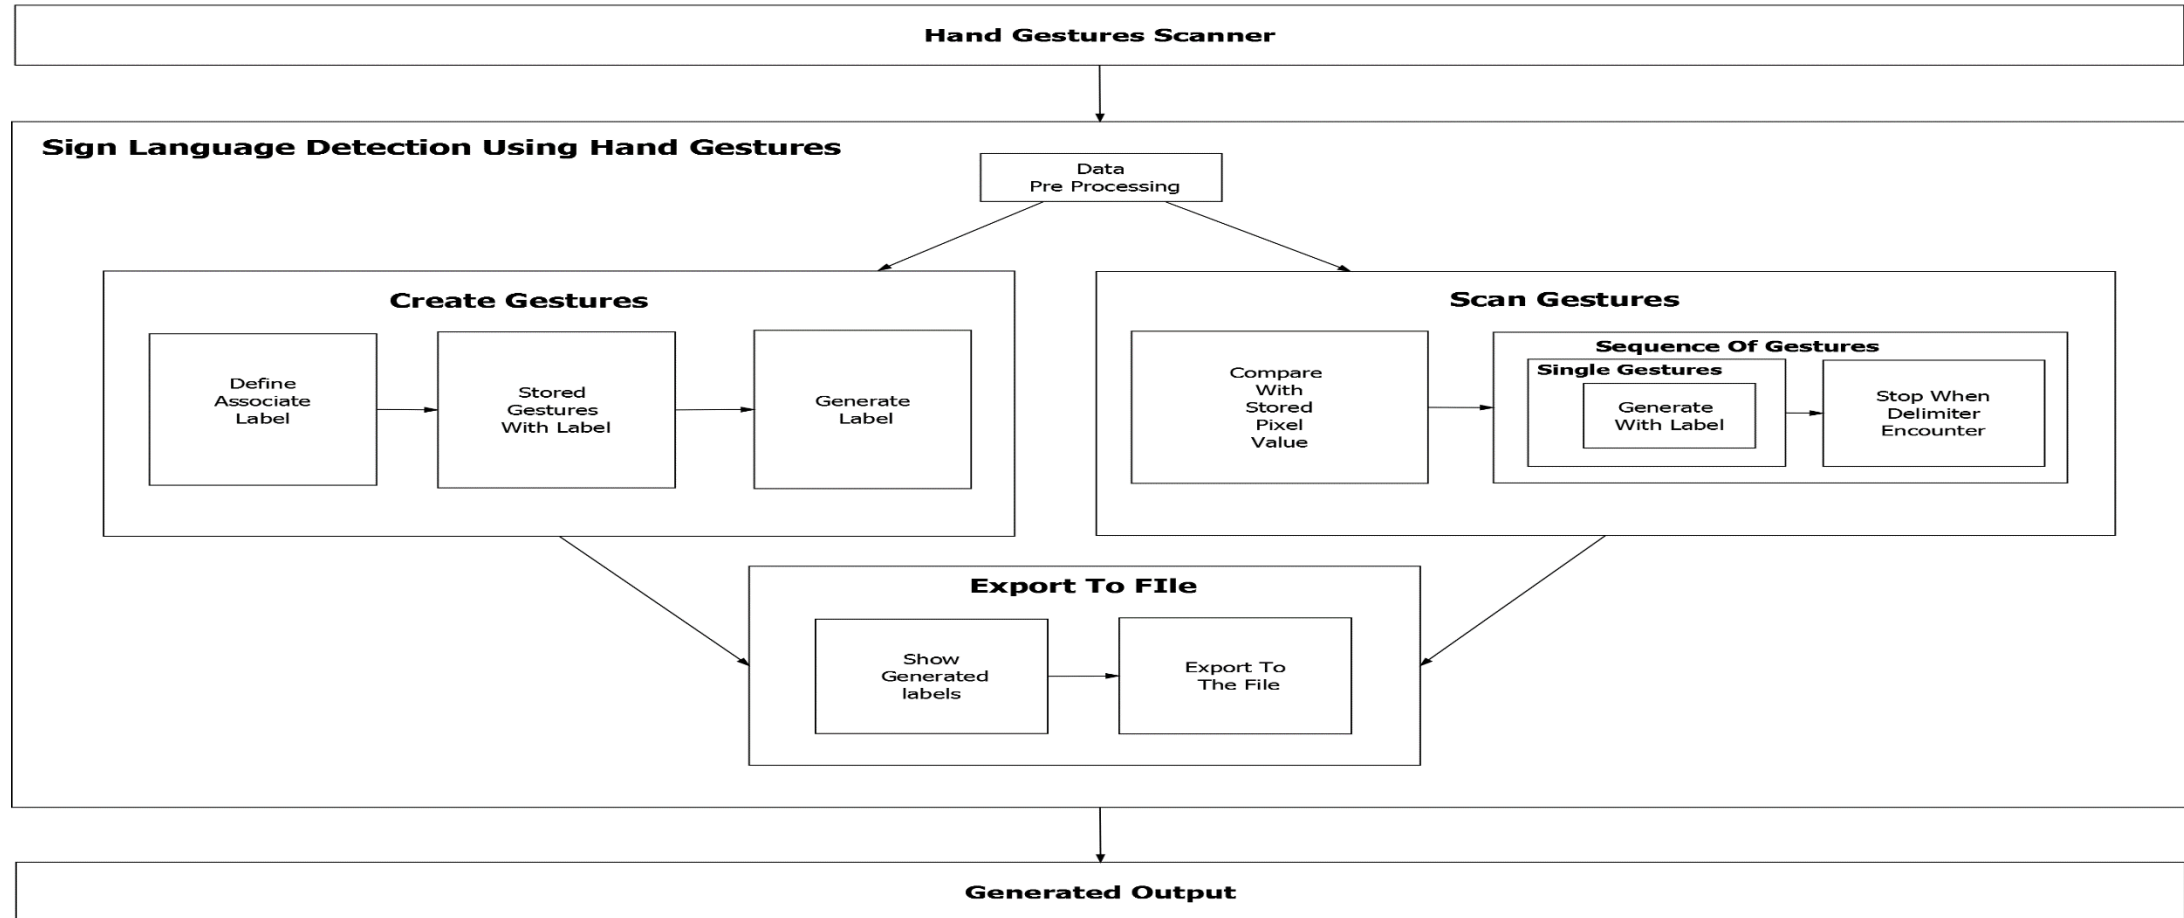 Hand Gestures Scanner
Sign Language Detection Using Hand Gestures
Data
Pre Processing
Create Gestures
Define
Associate
Label
Stored
Gestures
With Label
Generate
Label
Scan Gestures
Compare
With
Stored
Pixel
Value
Sequence Of Gestures
Single Gestures
Generate
With Label
Stop When
Delimiter
Encounter
Export To FIle
Show
Generated
labels
Export To
The File
Generated Output